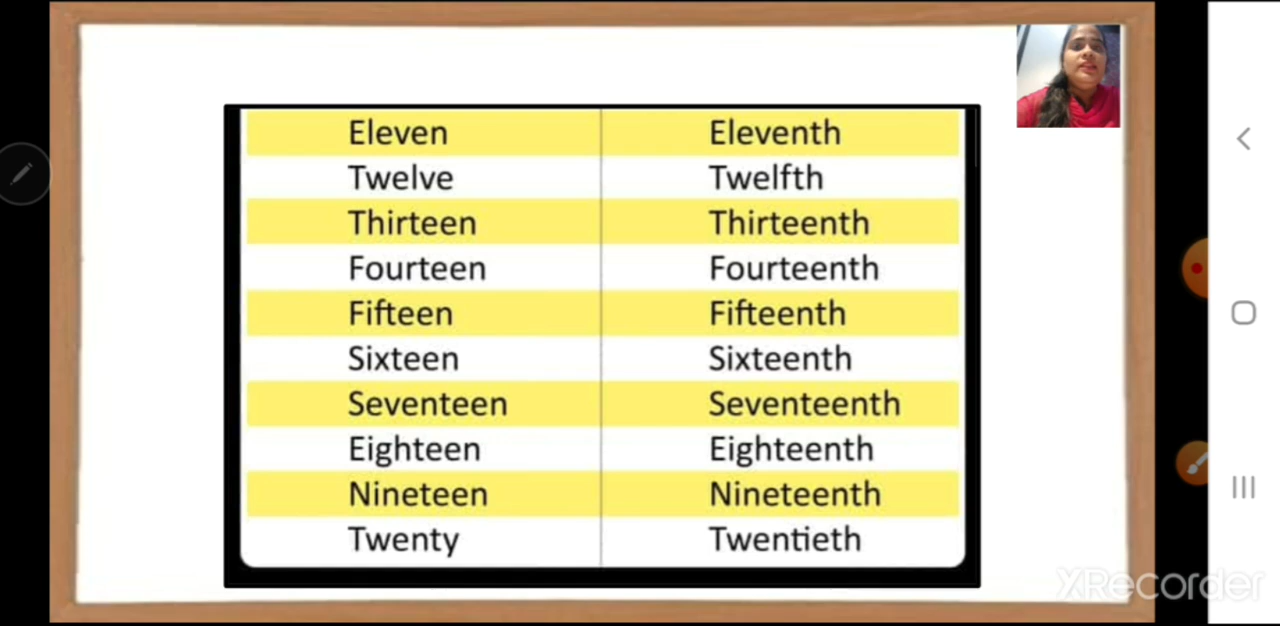 Eleven Eleventh
Twelve Twelfth
Thirteen Thirteenth
Fourteen Fourteenth
Fifteen Fifteenth
Sixteen Sixteenth
Seventeen Seventeenth
Eighteen Eighteenth
Nineteen Nineteenth
Twenty Twentieth
XRecorder